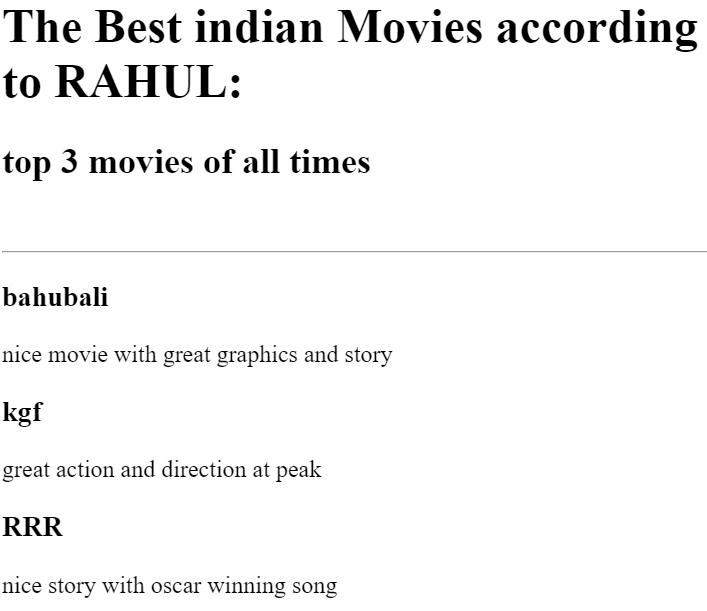 The Best indian Movies according
to RAHUL:
top 3 movies of all times
bahubali
nice movie with great graphics and story
kgf
great action and direction at peak
RRR
nice story with oscar winning song